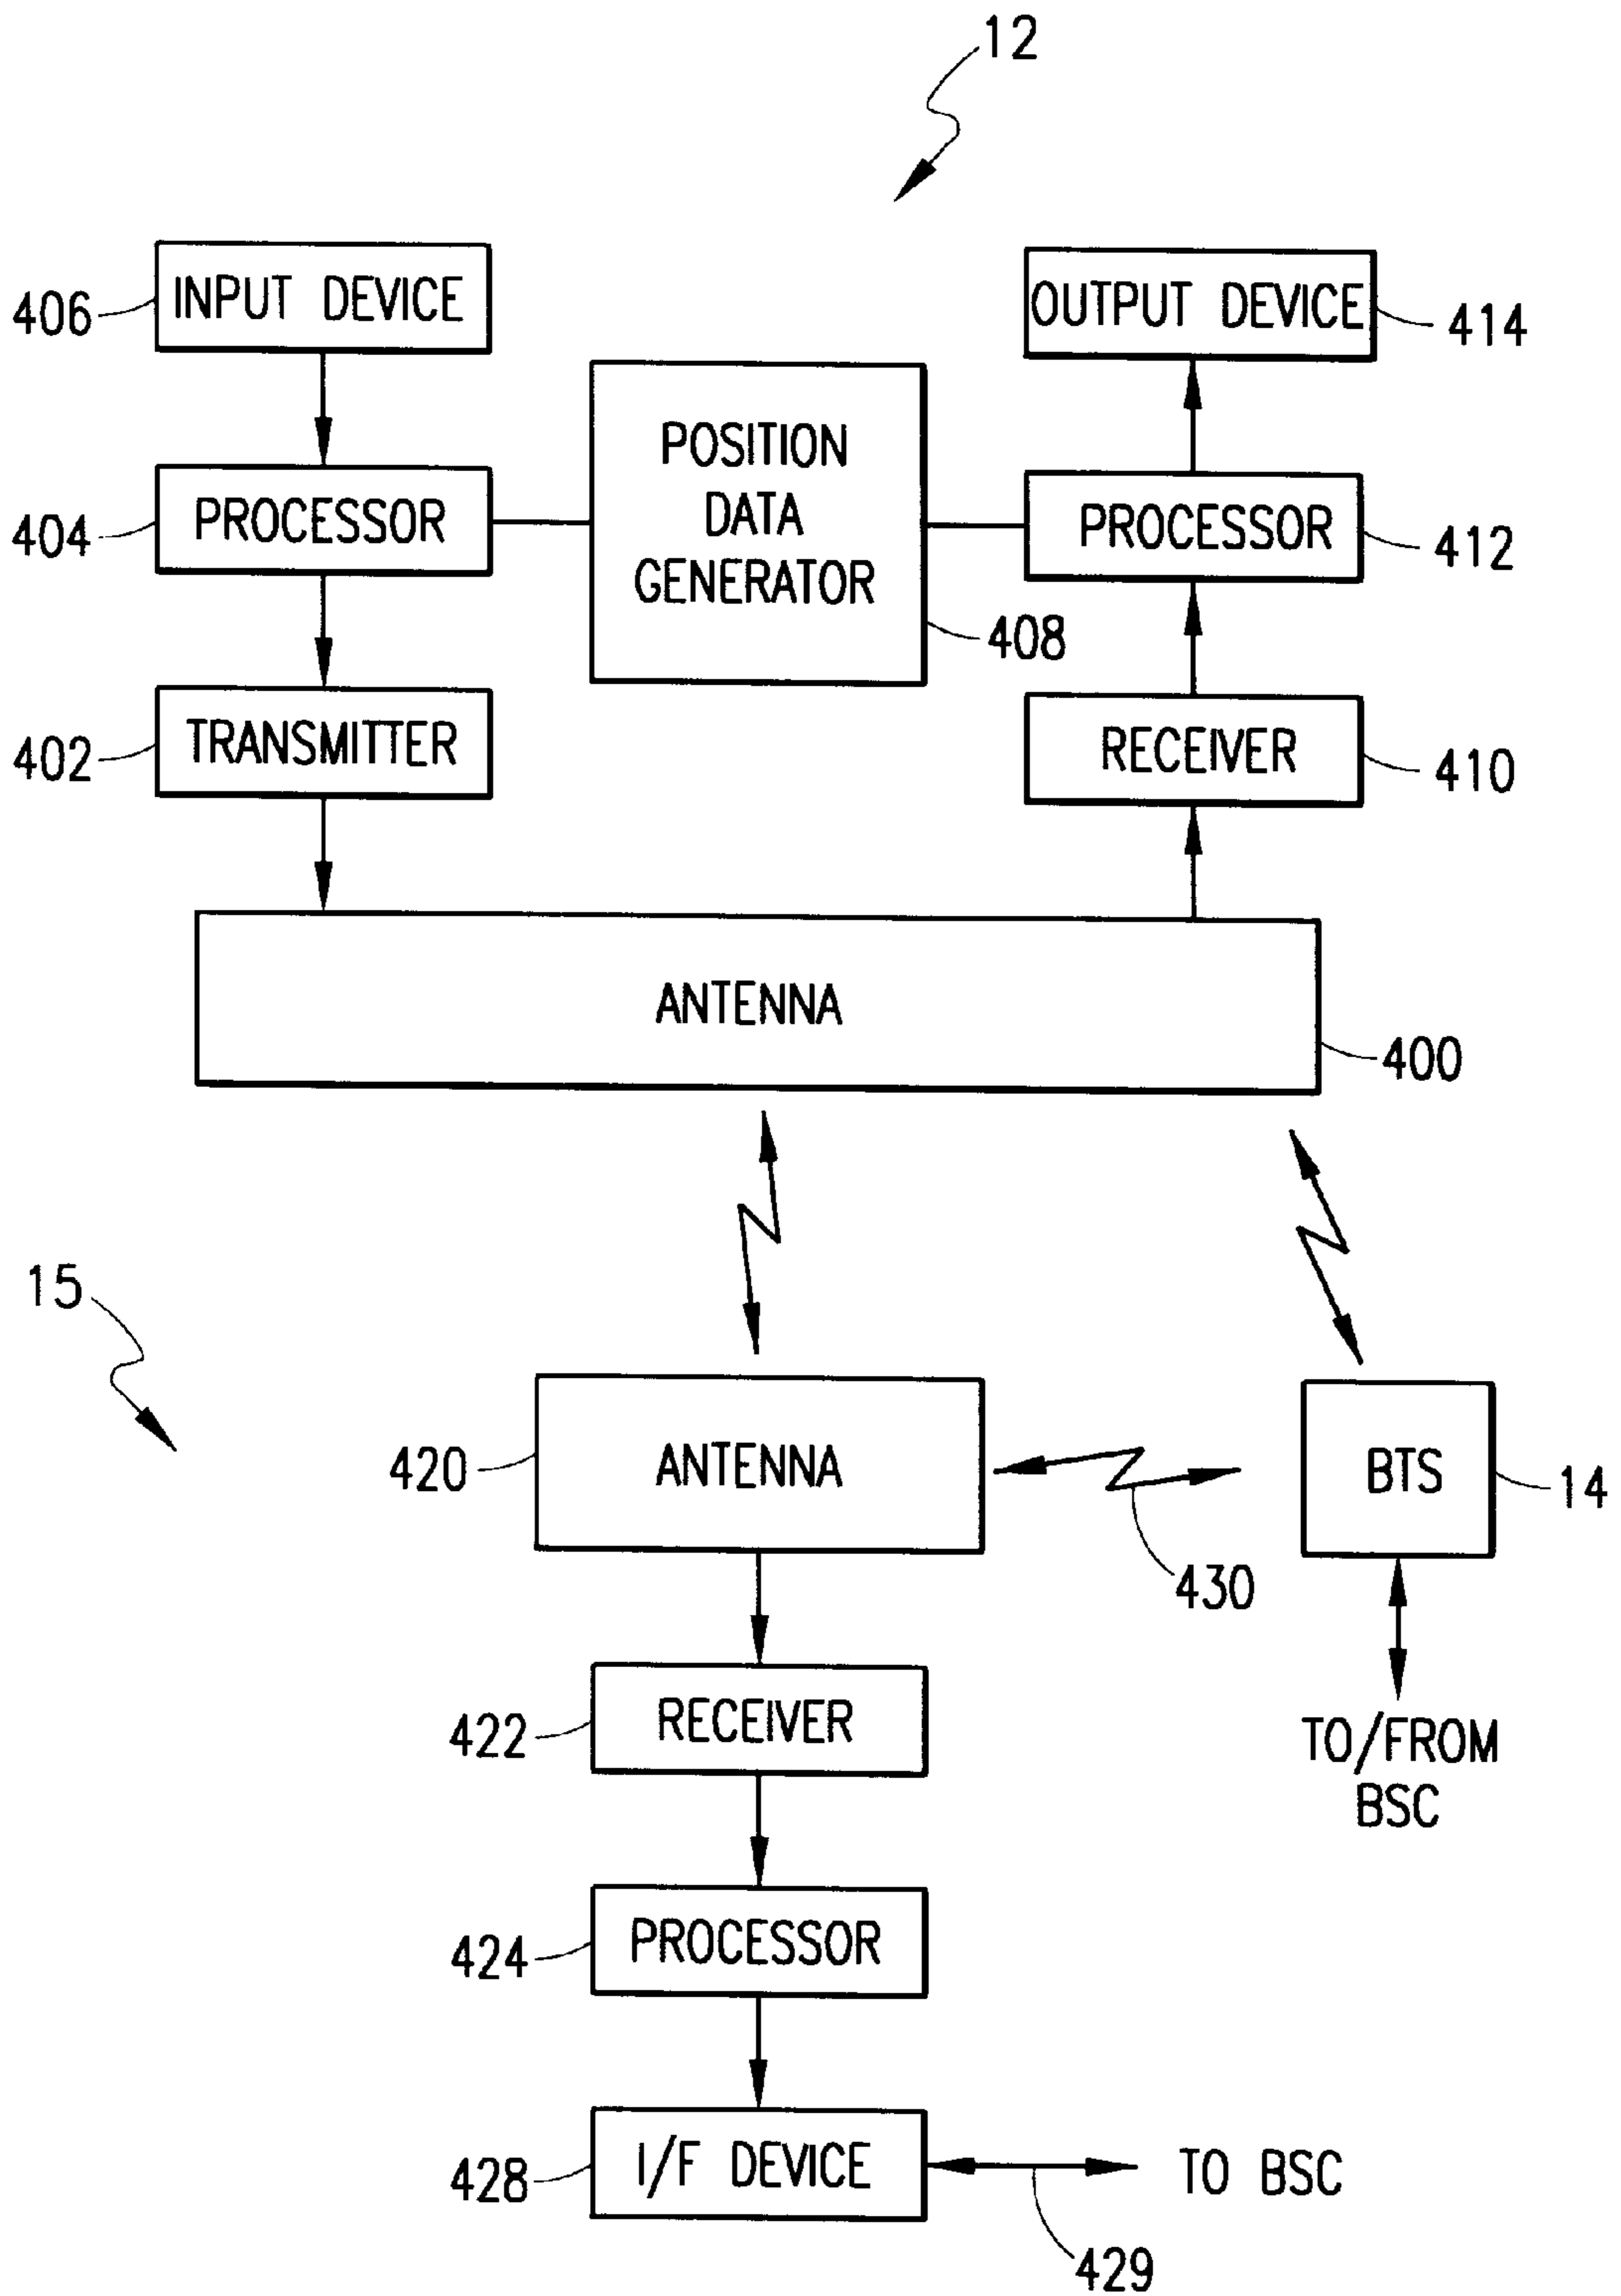 12
INPUT DEVICE
406
OUTPUT DEVICE
414
POSITION
DATA
GENERATOR
408
PROCESSOR
404
PROCESSOR
412
TRANSMITTER
402
RECEIVER
410
ANTENNA
400
15
ANTENNA
420
430
BTS
14
TO/FROM
BSC
RECEIVER
422
PROCESSOR
424
I/F DEVICE
428
TO BSC
429